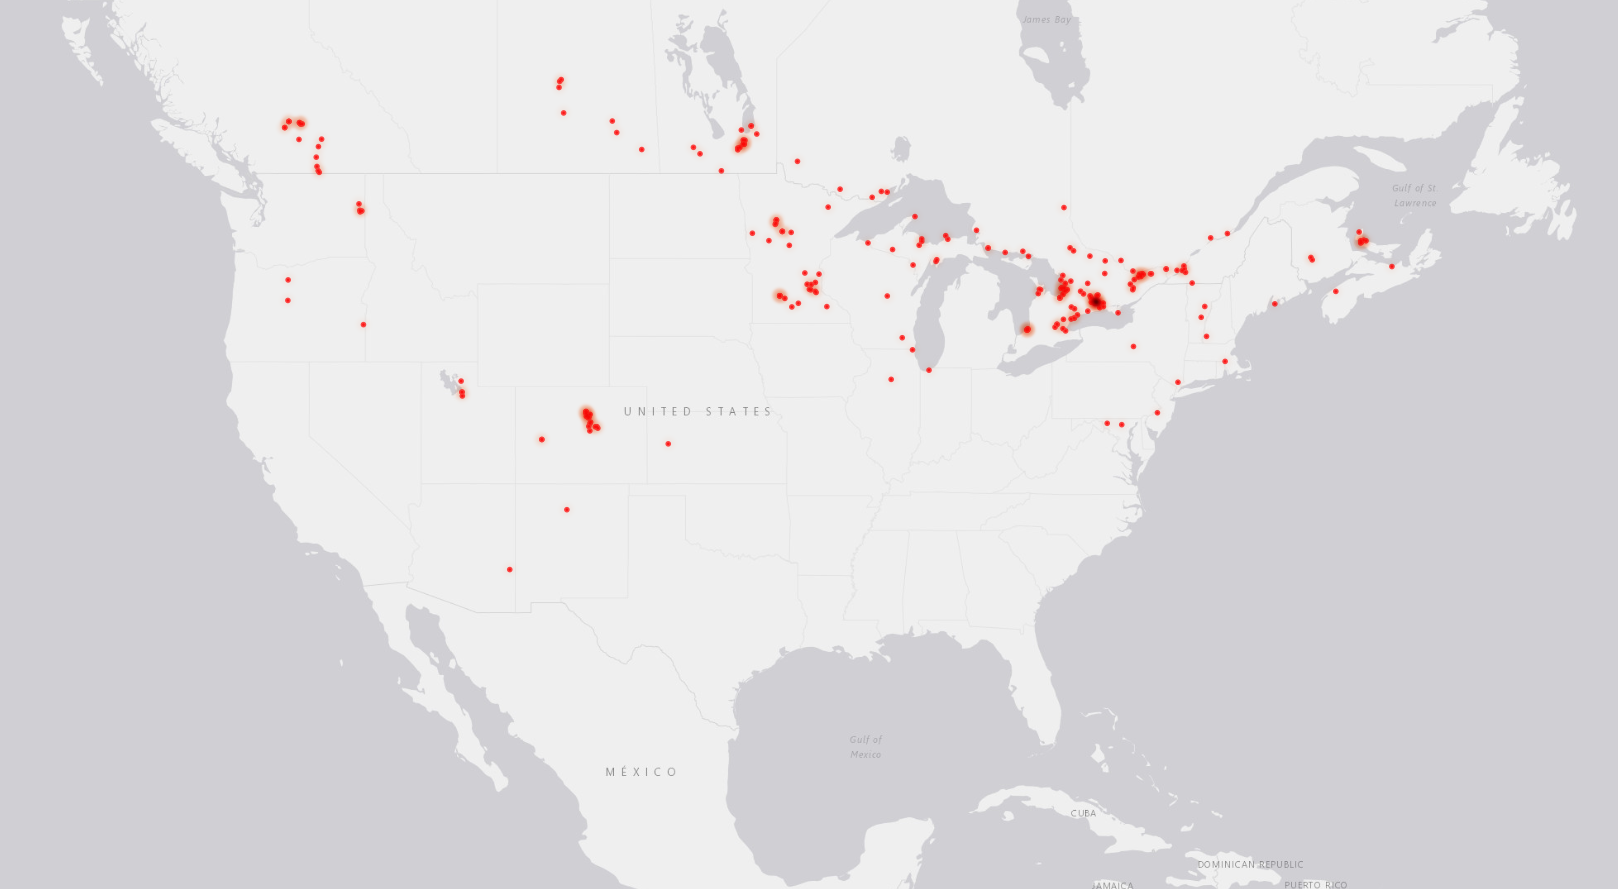 James Bay
Gulf of St
Lawrence
UNITED STATES
Gulf of
Mexico
MÉXICO
CUBA
DOMINICAN REPUBLIC
JAMAICA
PUERTO RICO